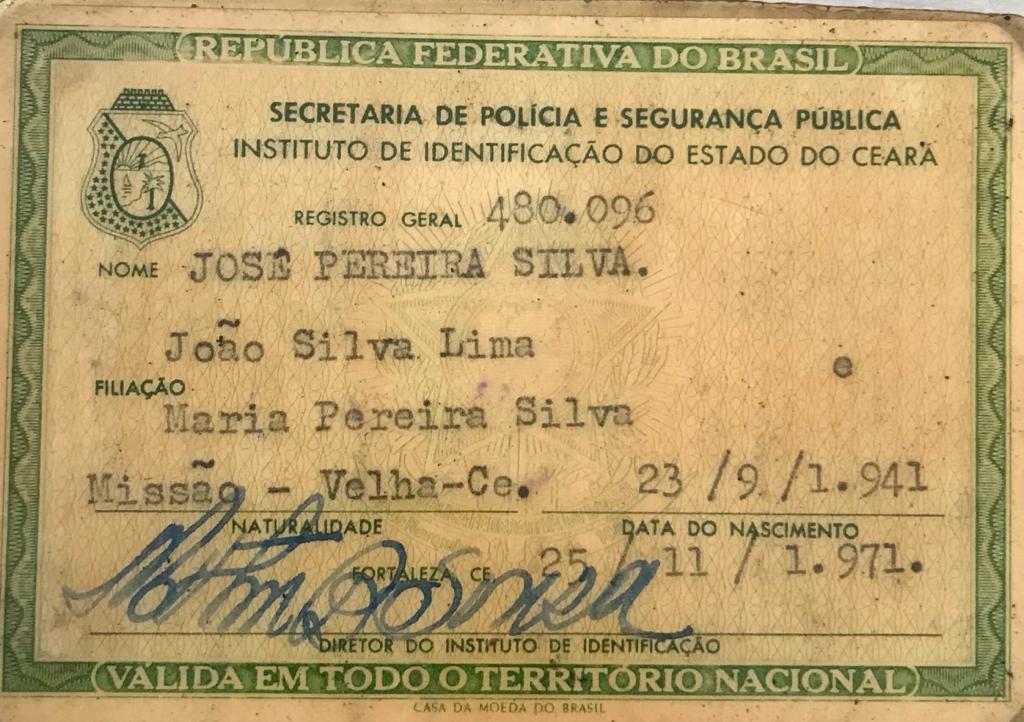 REPÚBLICA FEDERATIVA DO BRASIL
SECRETARIA DE POLÍCIA E SEGURANÇA PÚBLICA
INSTITUTO DE IDENTIFICAÇÃO DO ESTADO DO CEARÁ
REGISTRO GERAL 480.096
NOME JOSÉ PEREIRA SILVA.
João Silva Lima e
FILIAÇÃO
Maria Pereira Silva
Missão - Velha-Ce. 23 /9 /1.941
NATURALIDADE DATA DO NASCIMENTO
FORTALEZA CE 25 / 11 / 1.971.
DIRETOR DO INSTITUTO DE IDENTIFICAÇÃO
VÁLIDA EM TODO O TERRITÓRIO NACIONAL
CASA DA MOEDA DO BRASIL